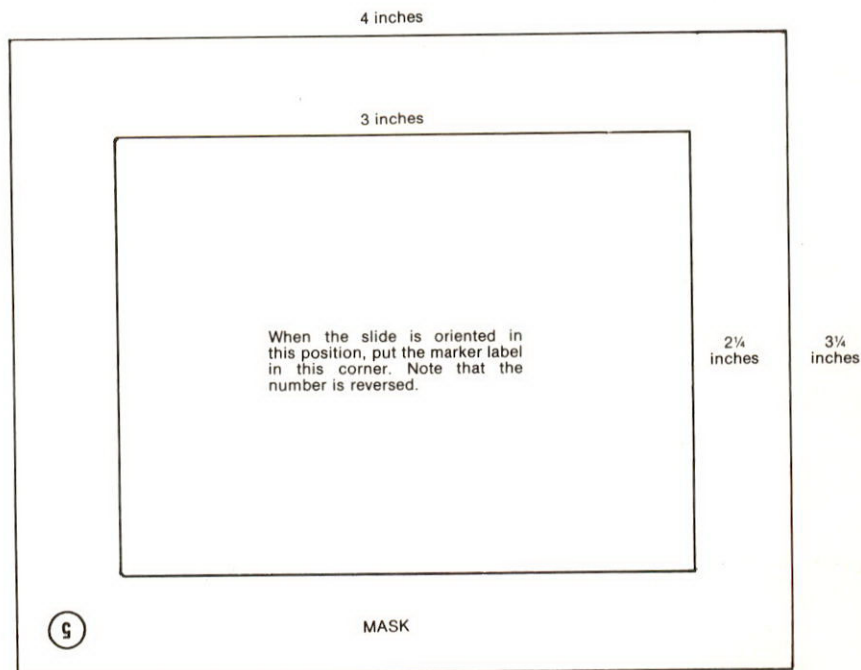 4 inches
3 inches
When the slide is oriented in
this position, put the marker label
in this corner. Note that the
number is reversed.
2¼
inches
3¼
inches
5
MASK